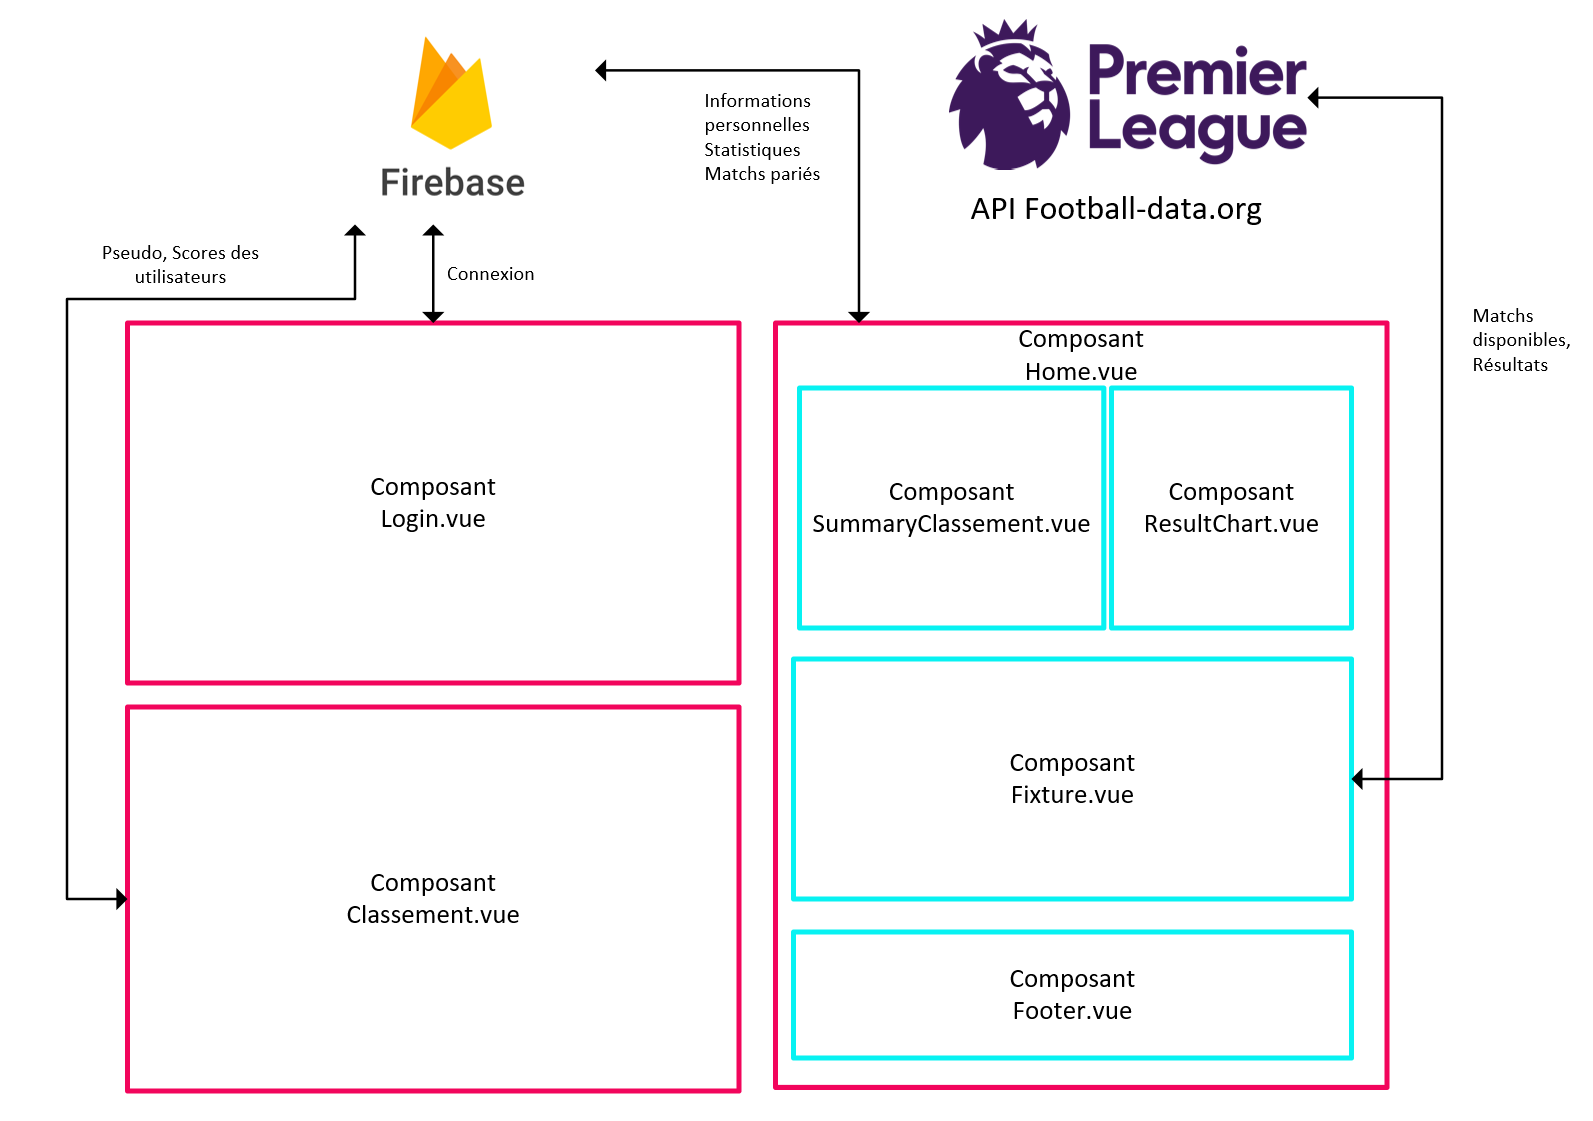 Firebase
Informations
personnelles
Statistiques
Matchs pariés
Premier
League
API Football-data.org
Pseudo, Scores des
utilisateurs
Connexion
Matchs
disponibles,
Résultats
Composant
Login.vue
Composant
Home.vue
Composant
SummaryClassement.vue
Composant
ResultChart.vue
Composant
Fixture.vue
Composant
Classement.vue
Composant
Footer.vue